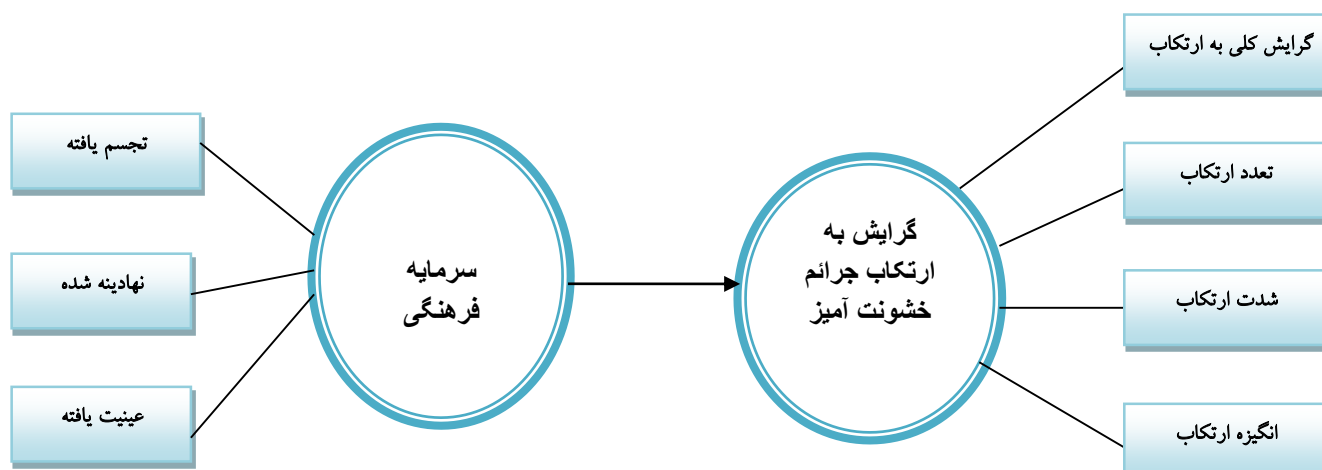 گرایش کلی به ارتکاب
تعدد ارتکاب
شدت ارتکاب
انگیزه ارتکاب
گرایش به
ارتکاب جرائم
خشونت آمیز
سرمایه
فرهنگی
تجسم یافته
نهادینه شده
عینیت یافته